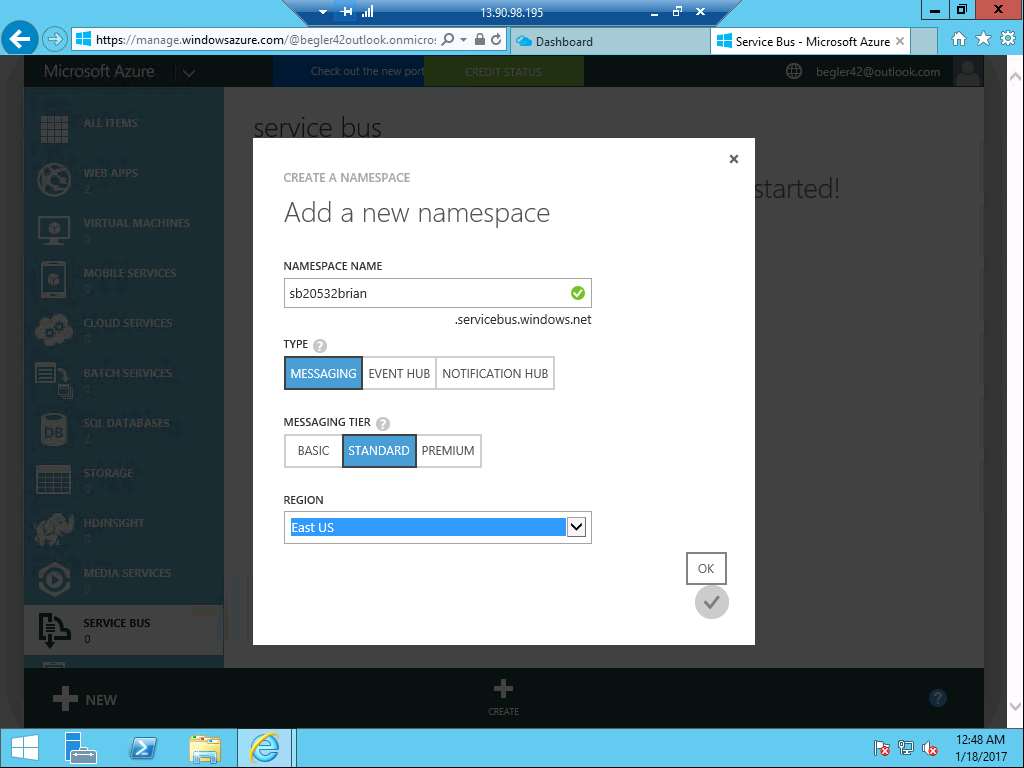 13.90.98.195
https://manage.windowsazure.com/@begler42outlook.onmicros
Dashboard
Service Bus - Microsoft Azure
Microsoft Azure
Check out the new port
CREDIT STATUS
begler42@outlook.com
ALL ITEMS
WEB APPS
2
VIRTUAL MACHINES
MOBILE SERVICES
CLOUD SERVICES
BATCH SERVICES
SQL DATABASES
STORAGE
HDINSIGHT
MEDIA SERVICES
SERVICE BUS
0
service bus
started!
CREATE A NAMESPACE
Add a new namespace
NAMESPACE NAME
sb20532brian
.servicebus.windows.net
TYPE ?
MESSAGING EVENT HUB NOTIFICATION HUB
MESSAGING TIER ?
BASIC STANDARD PREMIUM
REGION
East US
OK
NEW
CREATE
?
12:48 AM
1/18/2017